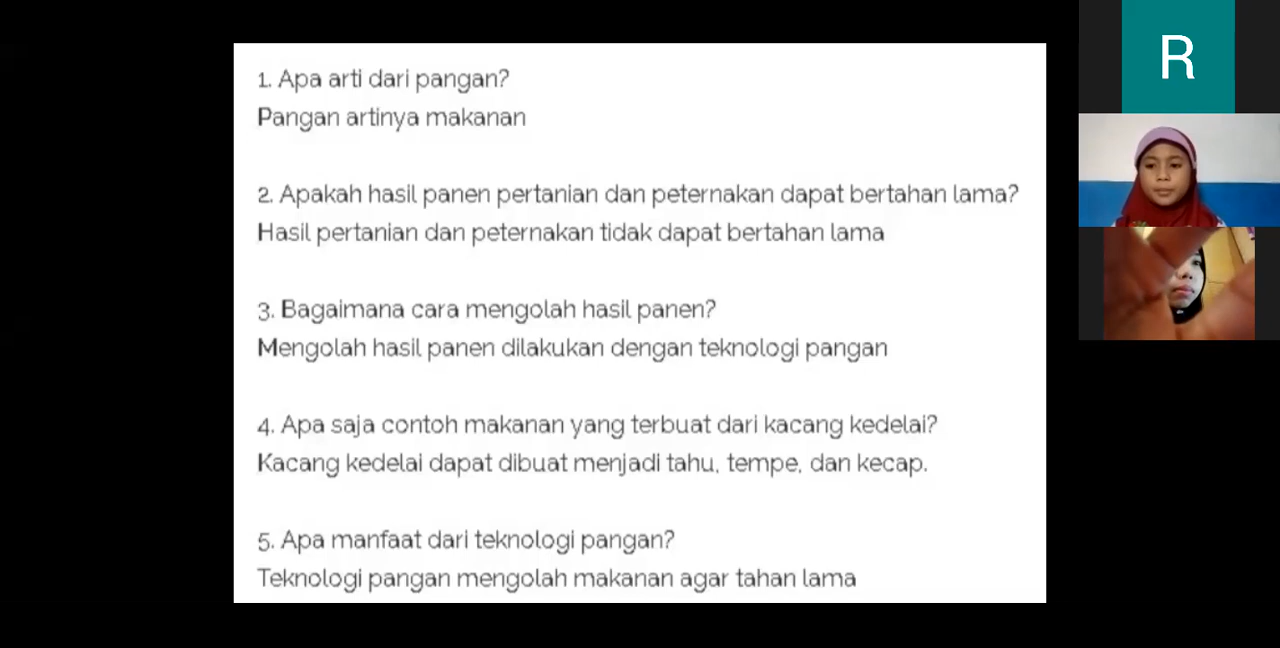 1. Apa arti dari pangan?
Pangan artinya makanan
2. Apakah hasil panen pertanian dan peternakan dapat bertahan lama?
Hasil pertanian dan peternakan tidak dapat bertahan lama
3. Bagaimana cara mengolah hasil panen?
Mengolah hasil panen dilakukan dengan teknologi pangan
4. Apa saja contoh makanan yang terbuat dari kacang kedelai?
Kacang kedelai dapat dibuat menjadi tahu, tempe, dan kecap.
5. Apa manfaat dari teknologi pangan?
Teknologi pangan mengolah makanan agar tahan lama
R